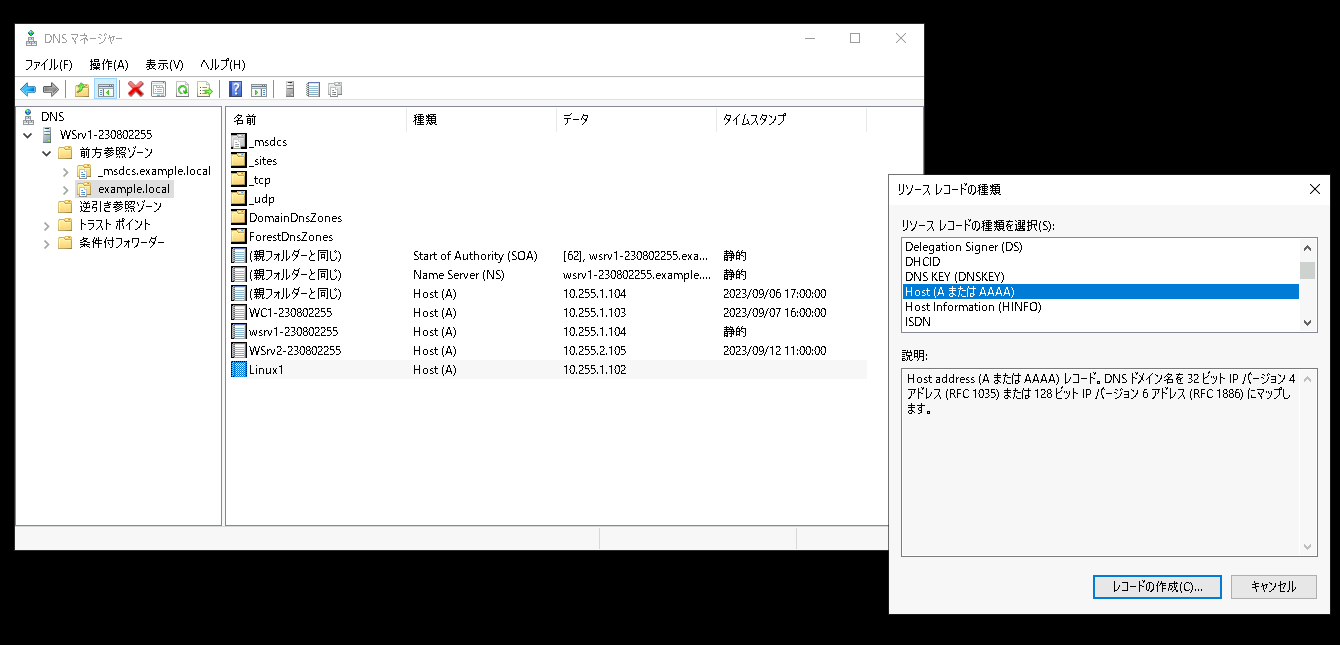 DNS マネージャー
ファイル(F) 操作(A) 表示(V) ヘルプ(H)
DNS
WSrv1-230802255
前方参照ゾーン
_msdcs.example.local
example.local
逆引き参照ゾーン
トラスト ポイント
条件付フォワーダー
名前 種類 データ タイムスタンプ
_msdcs
_sites
_tcp
_udp
DomainDnsZones
ForestDnsZones
(親フォルダーと同じ) Start of Authority (SOA) [62], wsrv1-230802255.exa... 静的
(親フォルダーと同じ) Name Server (NS) wsrv1-230802255.example.... 静的
(親フォルダーと同じ) Host (A) 10.255.1.104 2023/09/06 17:00:00
WC1-230802255 Host (A) 10.255.1.103 2023/09/07 16:00:00
wsrv1-230802255 Host (A) 10.255.1.104 静的
WSrv2-230802255 Host (A) 10.255.2.105 2023/09/12 11:00:00
Linux1 Host (A) 10.255.1.102
リソース レコードの種類
リソース レコードの種類を選択(S):
Delegation Signer (DS)
DHCID
DNS KEY (DNSKEY)
Host (A または AAAA)
Host Information (HINFO)
ISDN
説明:
Host address (A または AAAA) レコード。DNS ドメイン名を 32 ビット IP バージョン 4
アドレス (RFC 1035) または 128 ビット IP バージョン 6 アドレス (RFC 1886) にマップし
ます。
レコードの作成(C)... キャンセル